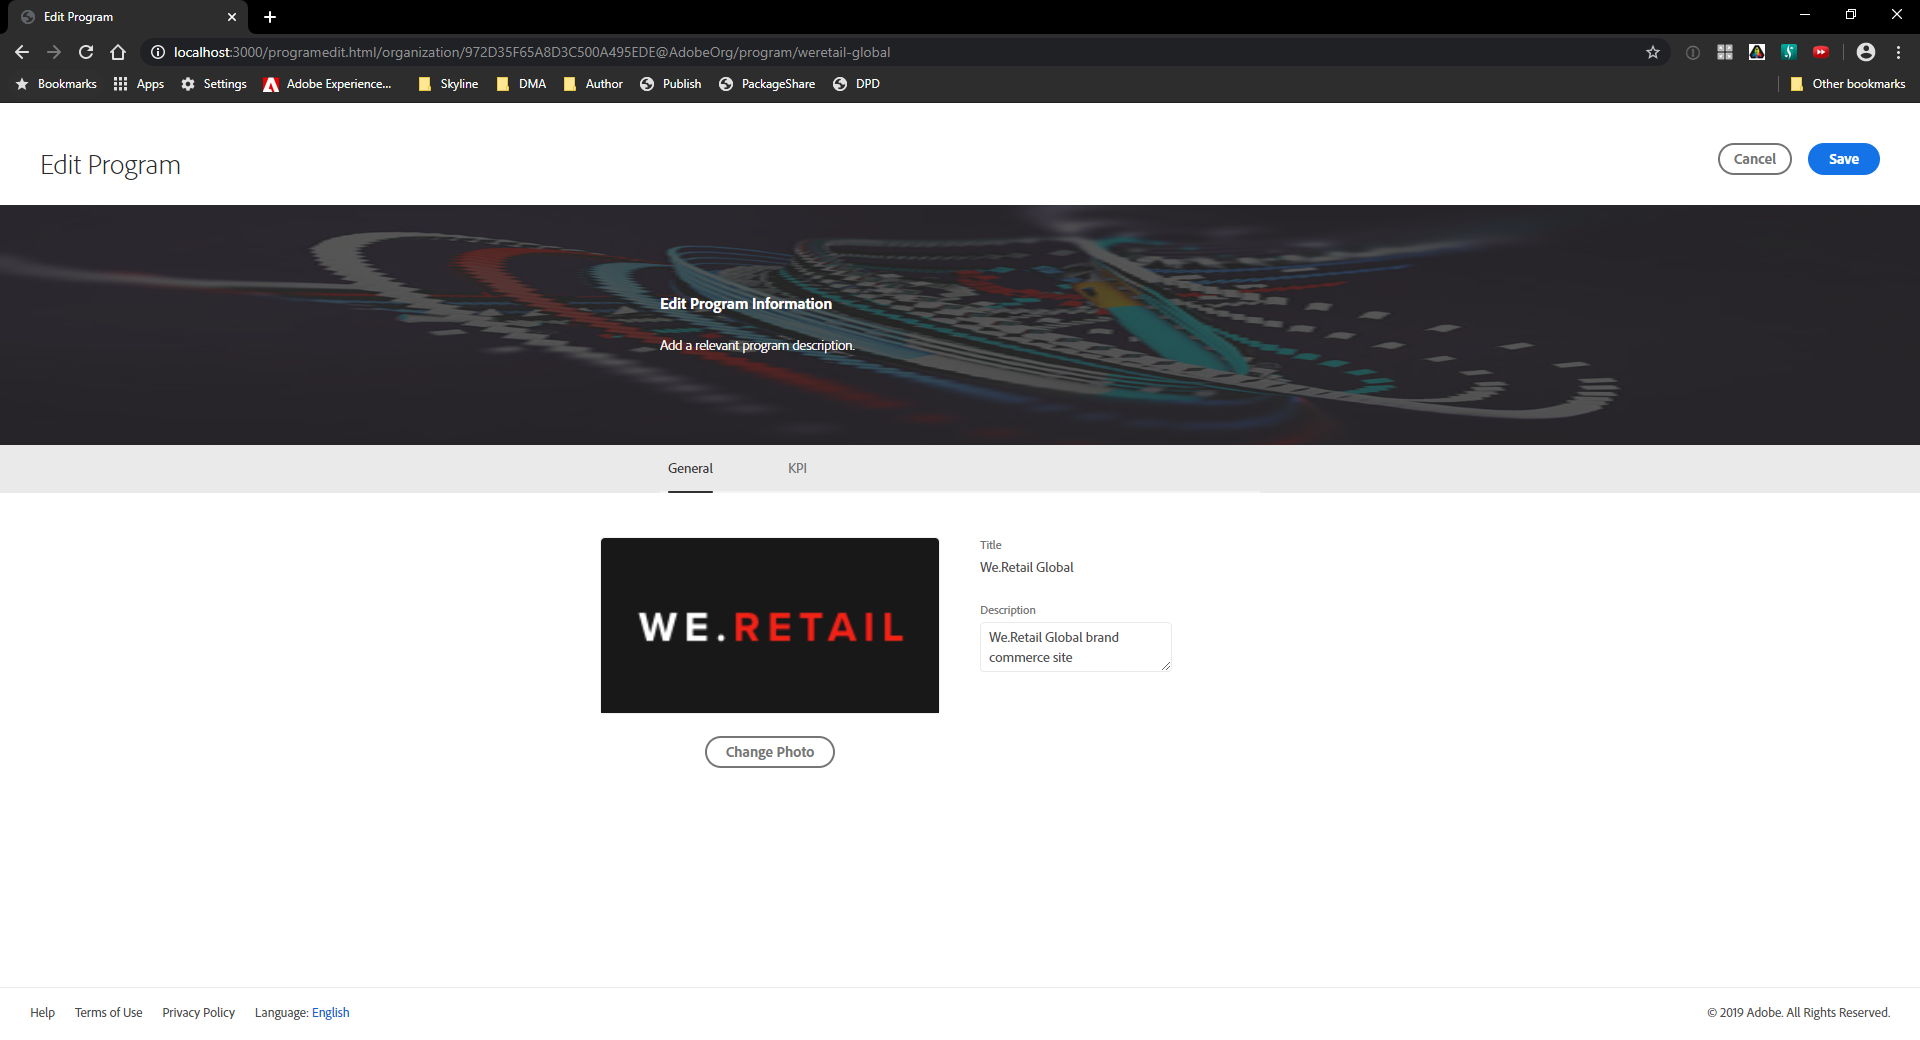 Edit Program
localhost:3000/programedit.html/organization/972D35F65A8D3C500A495EDE@AdobeOrg/program/weretail-global
Bookmarks Apps Settings Adobe Experience... Skyline DMA Author Publish PackageShare DPD Other bookmarks
Edit Program
Cancel Save
Edit Program Information
Add a relevant program description.
General KPI
WE.RETAIL
Change Photo
Title
We.Retail Global
Description
We.Retail Global brand
commerce site
Help Terms of Use Privacy Policy Language: English © 2019 Adobe. All Rights Reserved.